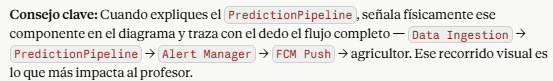 Consejo clave: Cuando expliques el PredictionPipeline, señala físicamente ese
componente en el diagrama y traza con el dedo el flujo completo — Data Ingestion →
PredictionPipeline → Alert Manager → FCM Push → agricultor. Ese recorrido visual es
lo que más impacta al profesor.